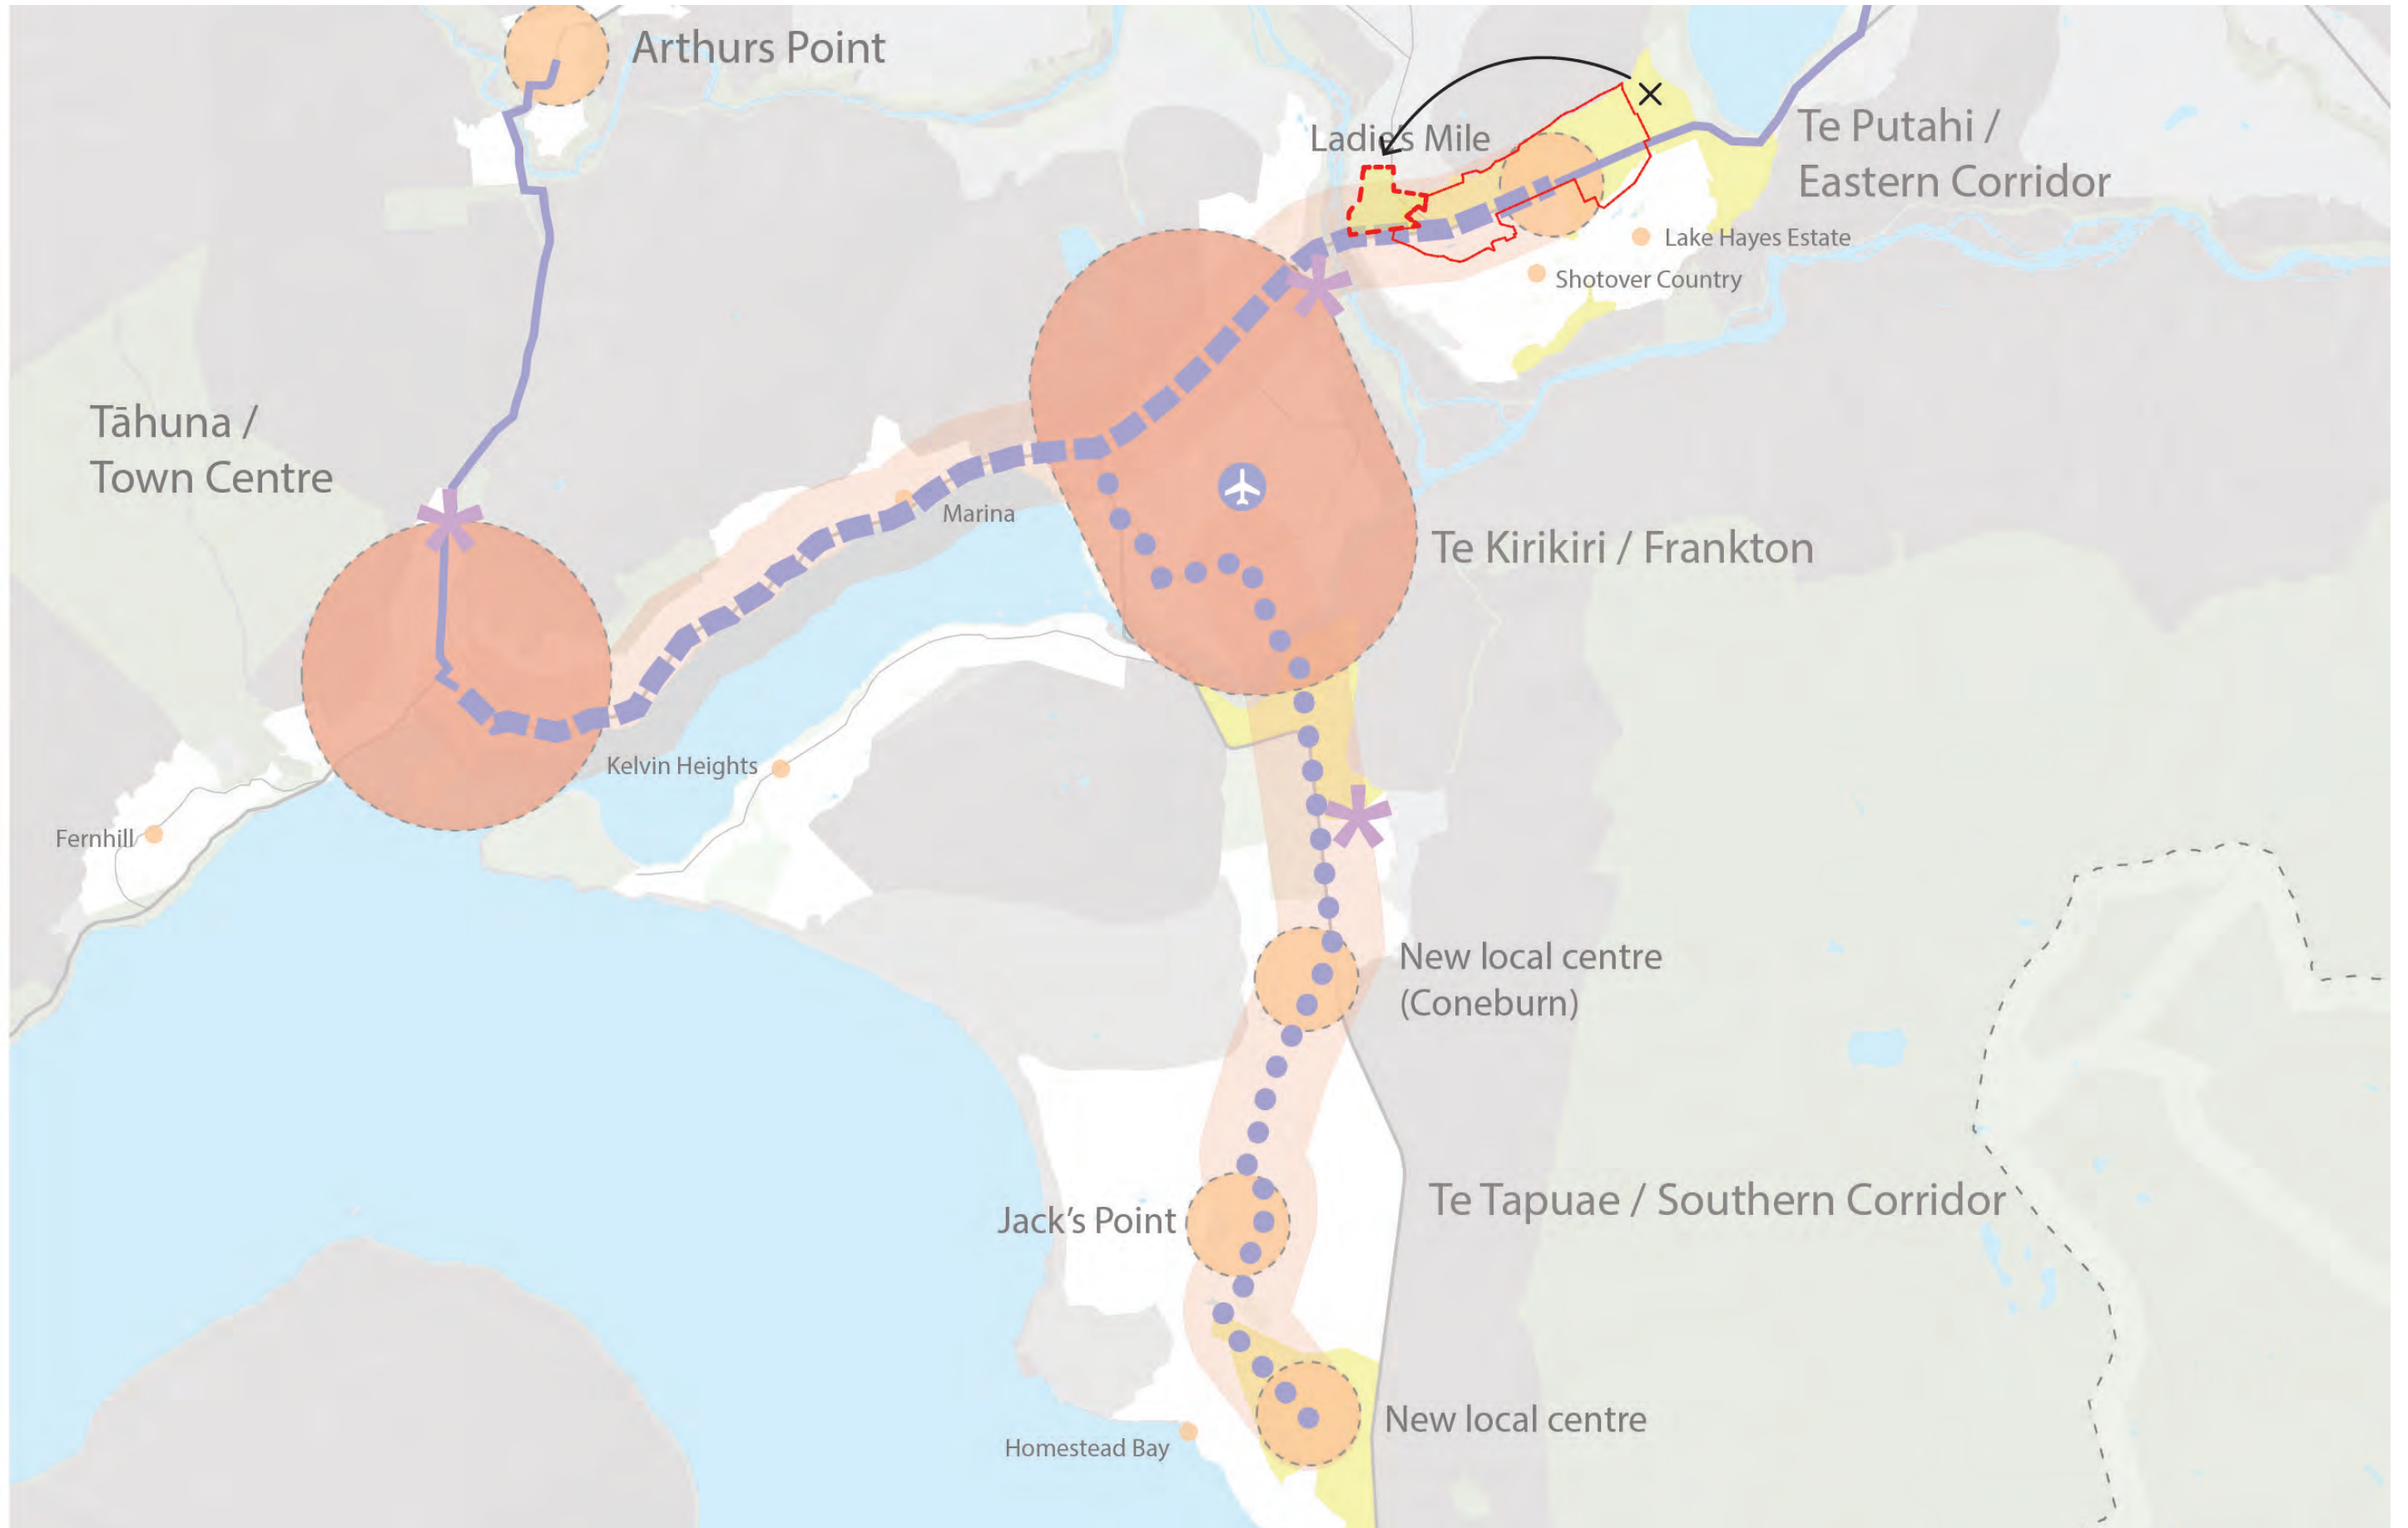 Arthurs Point
Ladie's Mile
Te Putahi /
Eastern Corridor
Lake Hayes Estate
Shotover Country
Tāhuna /
Town Centre
Marina
Te Kirikiri / Frankton
Kelvin Heights
Fernhill
New local centre
(Coneburn)
Te Tapuae / Southern Corridor
Jack's Point
New local centre
Homestead Bay